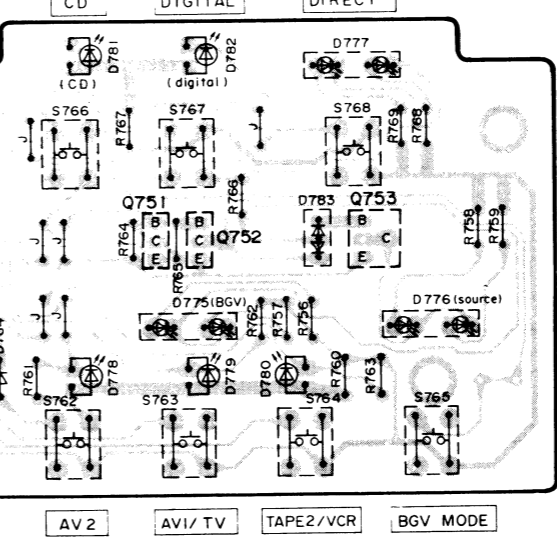 CD
DIGITAL
DIRECT
D781
D782
D777
(CD)
(digital)
S766
S767
S768
R767
R769
R768
J
J
R766
Q751
D783
Q753
R764
B
C
E
R765
B
C
E
Q752
B
C
E
R758
R759
J
J
D775(BGV)
D776(source)
R762
R757
R756
J
J
R761
D778
D779
D780
R760
R763
S762
S763
S764
S765
AV2
AV1/TV
TAPE2/VCR
BGV MODE